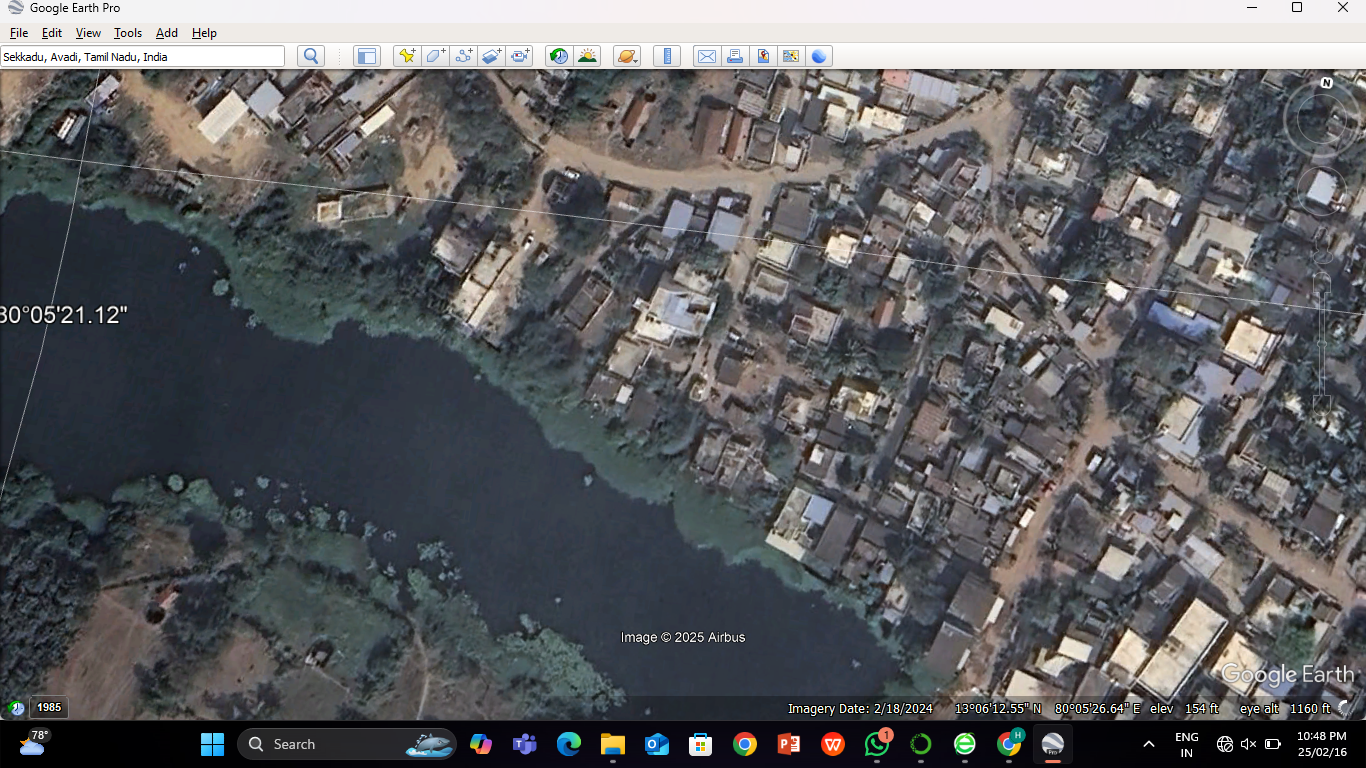 Google Earth Pro
File Edit View Tools Add Help
Sekkadu, Avadi, Tamil Nadu, India
N
80°05'21.12"
Image © 2025 Airbus
Google Earth
1985
Imagery Date: 2/18/2024 13°06'12.55" N 80°05'26.64" E elev 154 ft eye alt 1160 ft
78°
Search
1
H
Pro
ENG
IN
10:48 PM
25/02/16